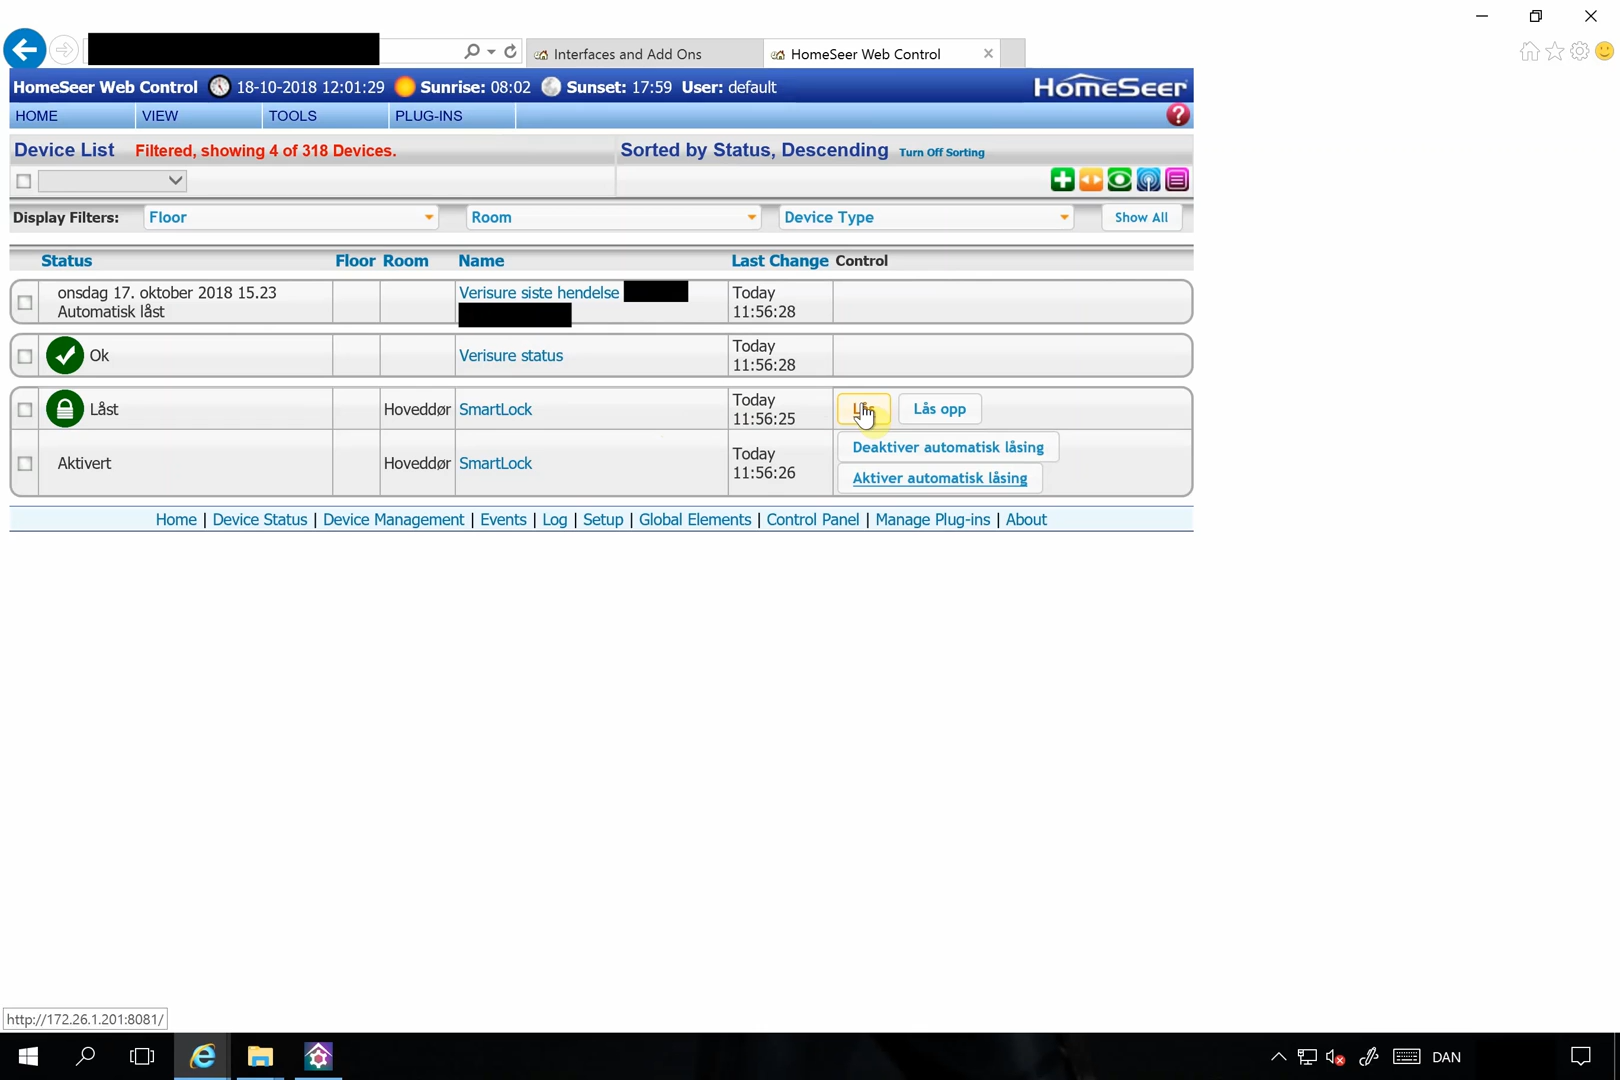 Interfaces and Add Ons
HomeSeer Web Control
HomeSeer Web Control 18-10-2018 12:01:29 Sunrise: 08:02 Sunset: 17:59 User: default
HomeSeer
HOME VIEW TOOLS PLUG-INS
Device List Filtered, showing 4 of 318 Devices. Sorted by Status, Descending Turn Off Sorting
Display Filters: Floor Room Device Type Show All
Status Floor Room Name Last Change Control
onsdag 17. oktober 2018 15.23 Verisure siste hendelse Today
Automatisk låst 11:56:28
Ok Verisure status Today
11:56:28
Låst Hoveddør SmartLock Today Lås opp
11:56:25
Aktivert Hoveddør SmartLock Today Deaktiver automatisk låsing
11:56:26 Aktiver automatisk låsing
Home | Device Status | Device Management | Events | Log | Setup | Global Elements | Control Panel | Manage Plug-ins | About
http://172.26.1.201:8081/
DAN